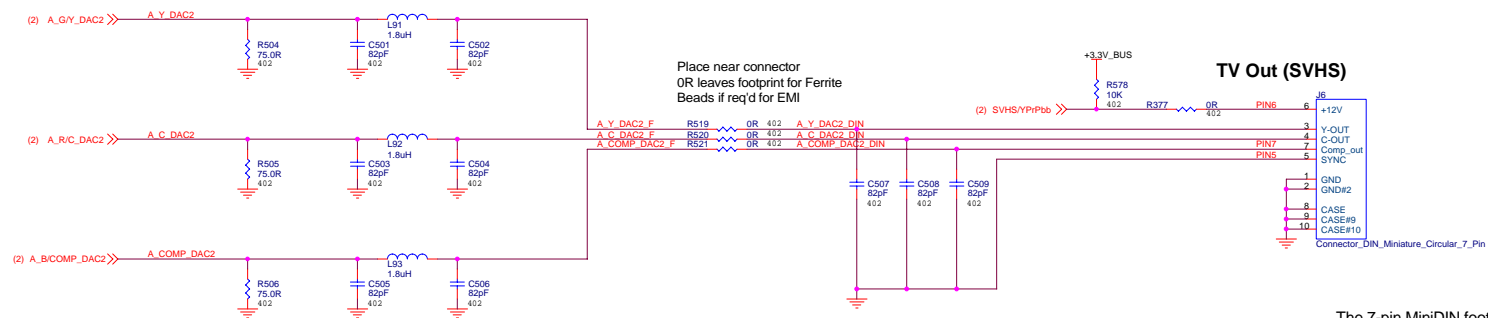 (2) A_G/Y_DAC2
A_Y_DAC2
R504
75.0R
402
C501
82pF
402
L91
1.8uH
C502
82pF
402
(2) A_R/C_DAC2
A_C_DAC2
R505
75.0R
402
C503
82pF
402
L92
1.8uH
C504
82pF
402
(2) A_B/COMP_DAC2
A_COMP_DAC2
R506
75.0R
402
C505
82pF
402
L93
1.8uH
C506
82pF
402
Place near connector
0R leaves footprint for Ferrite
Beads if req'd for EMI
A_Y_DAC2_F R519 0R 402 A_Y_DAC2_DIN
A_C_DAC2_F R520 0R 402 A_C_DAC2_DIN
A_COMP_DAC2_F R521 0R 402 A_COMP_DAC2_DIN
C507
82pF
402
C508
82pF
402
C509
82pF
402
+3.3V_BUS
R578
10K
402
(2) SVHS/YPrPbb
R377 0R
402
PIN6
PIN7
PIN5
TV Out (SVHS)
J6
6 +12V
3 Y-OUT
4 C-OUT
7 Comp_out
5 SYNC
1 GND
2 GND#2
8 CASE
9 CASE#9
10 CASE#10
Connector_DIN_Miniature_Circular_7_Pin